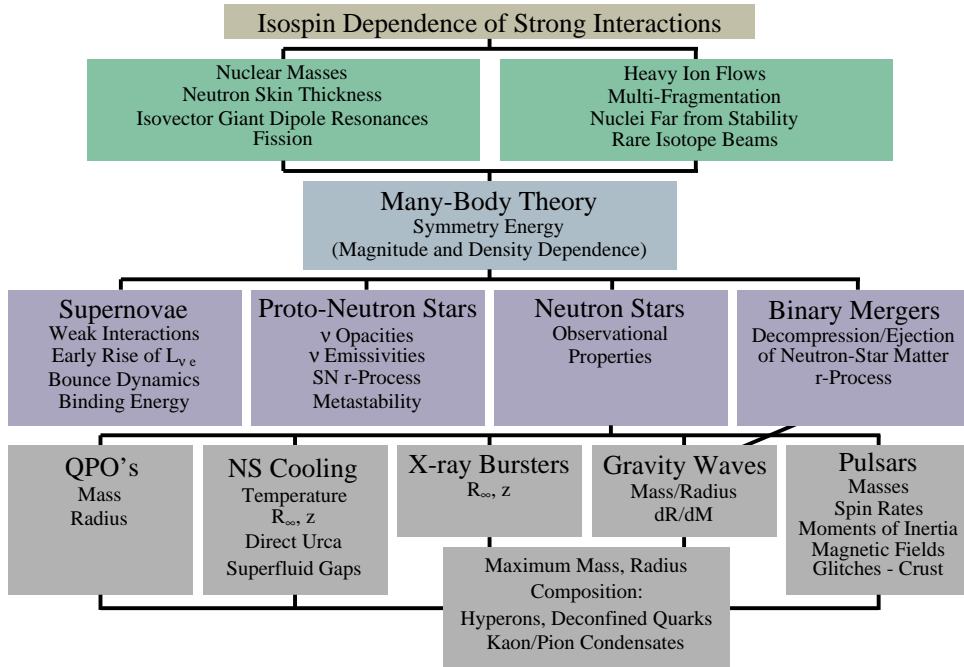 Isospin Dependence of Strong Interactions
Nuclear Masses
Neutron Skin Thickness
Isovector Giant Dipole Resonances
Fission
Heavy Ion Flows
Multi-Fragmentation
Nuclei Far from Stability
Rare Isotope Beams
Many-Body Theory
Symmetry Energy
(Magnitude and Density Dependence)
Supernovae
Weak Interactions
Early Rise of L_{ν e}
Bounce Dynamics
Binding Energy
Proto-Neutron Stars
ν Opacities
ν Emissivities
SN r-Process
Metastability
Neutron Stars
Observational
Properties
Binary Mergers
Decompression/Ejection
of Neutron-Star Matter
r-Process
QPO's
Mass
Radius
NS Cooling
Temperature
R∞, z
Direct Urca
Superfluid Gaps
X-ray Bursters
R∞, z
Gravity Waves
Mass/Radius
dR/dM
Pulsars
Masses
Spin Rates
Moments of Inertia
Magnetic Fields
Glitches - Crust
Maximum Mass, Radius
Composition:
Hyperons, Deconfined Quarks
Kaon/Pion Condensates